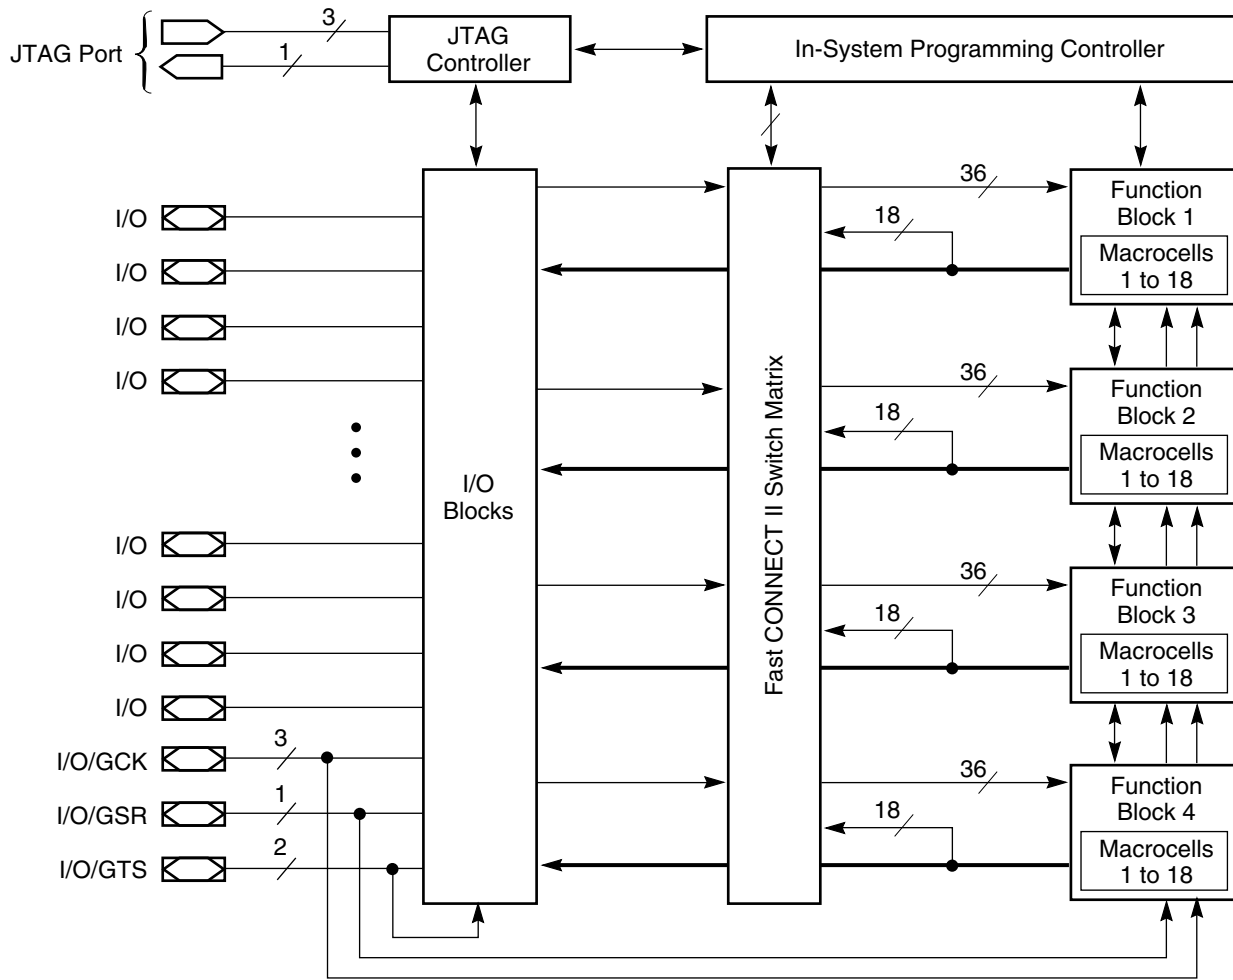 JTAG Port
3
1
JTAG
Controller
In-System Programming Controller
I/O
I/O
I/O
I/O
I/O
I/O
I/O
I/O
I/O/GCK
3
I/O/GSR
1
I/O/GTS
2
I/O
Blocks
Fast CONNECT II Switch Matrix
36
18
Function
Block 1
Macrocells
1 to 18
36
18
Function
Block 2
Macrocells
1 to 18
36
18
Function
Block 3
Macrocells
1 to 18
36
18
Function
Block 4
Macrocells
1 to 18